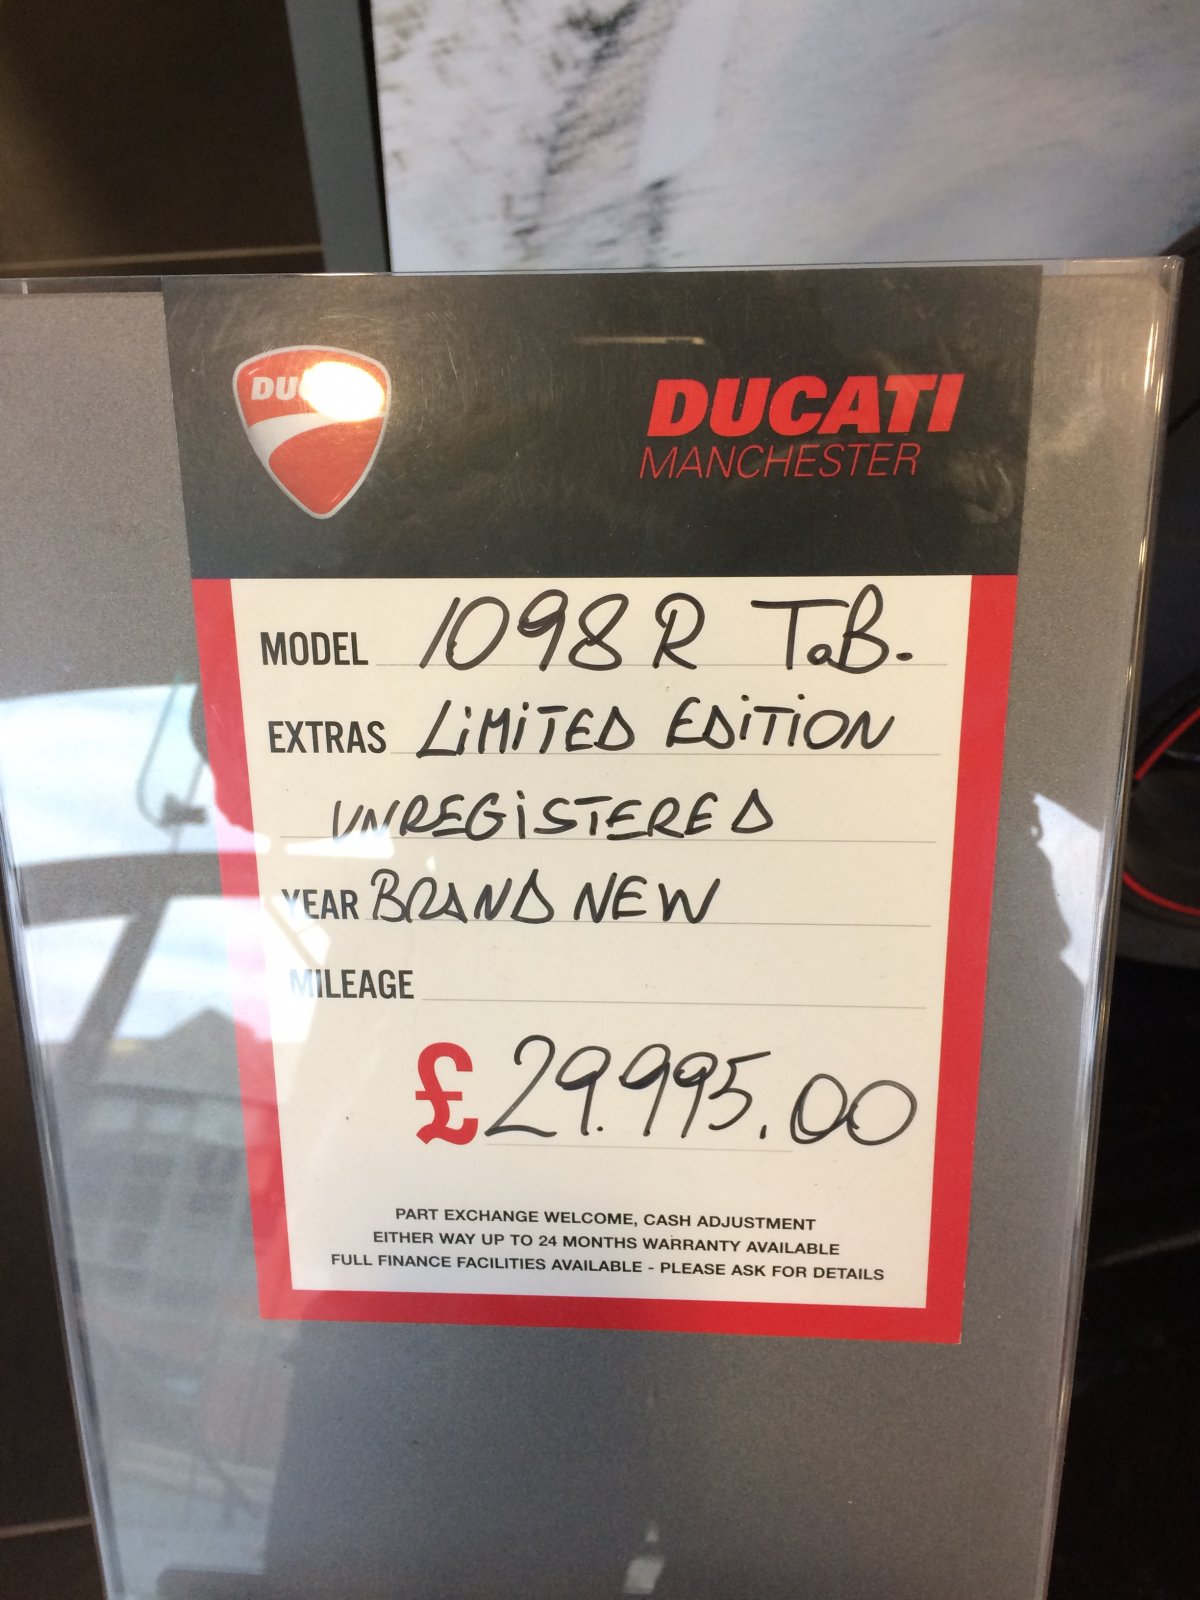 DUCATI
MANCHESTER
MODEL 1098 R TaB.
EXTRAS LiMiTED EDiTiON
UNREGiSTERED
YEAR BRAND NEW
MILEAGE
£ 29.995.00
PART EXCHANGE WELCOME, CASH ADJUSTMENT
EITHER WAY UP TO 24 MONTHS WARRANTY AVAILABLE
FULL FINANCE FACILITIES AVAILABLE - PLEASE ASK FOR DETAILS